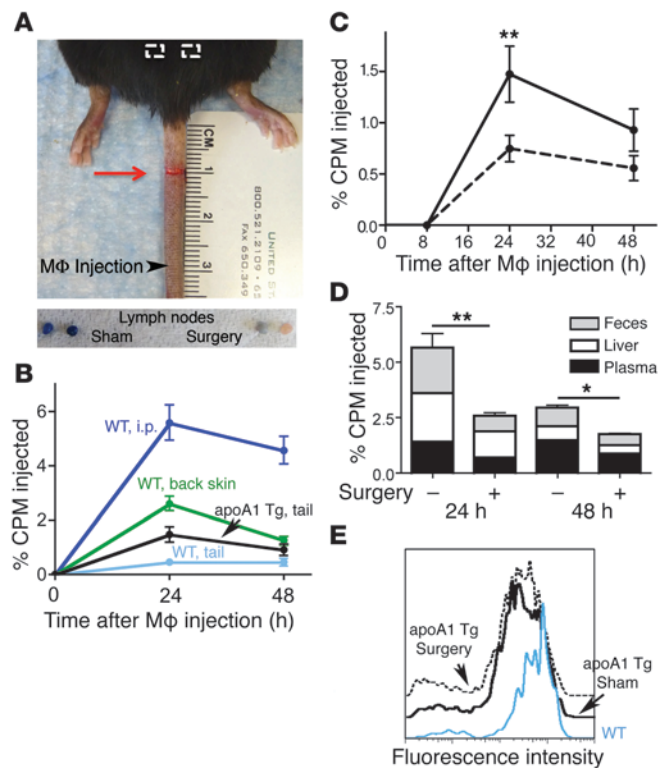 A
CM
1
2
3
800.521.2109 • 65
FAX 650.349
UNITED ST
MΦ Injection
Lymph nodes
Sham
Surgery
B
% CPM injected
6
4
2
0
WT, i.p.
WT, back skin
apoA1 Tg, tail
WT, tail
0
24
48
Time after Mϕ injection (h)
C
% CPM injected
1.5
1.0
0.5
0.0
**
0
8
16
24
32
40
48
Time after Mϕ injection (h)
D
% CPM injected
7.5
5.0
2.5
0.0
**
*
Feces
Liver
Plasma
Surgery – + – +
24 h 48 h
E
apoA1 Tg
Surgery
apoA1 Tg
Sham
WT
Fluorescence intensity